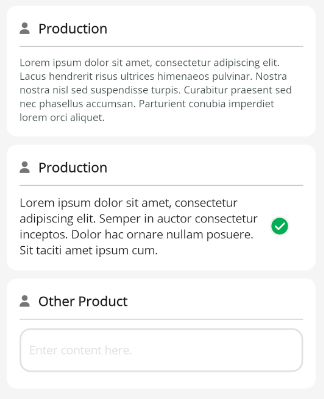 Production
Lorem ipsum dolor sit amet, consectetur adipiscing elit.
Lacus hendrerit risus ultrices himenaeos pulvinar. Nostra
nostra nisl sed suspendisse turpis. Curabitur praesent sed
nec phasellus accumsan. Parturient conubia imperdiet
lorem orci aliquet.
Production
Lorem ipsum dolor sit amet, consectetur
adipiscing elit. Semper in auctor consectetur
inceptos. Dolor hac ornare nullam posuere.
Sit taciti amet ipsum cum.
Other Product
Enter content here.